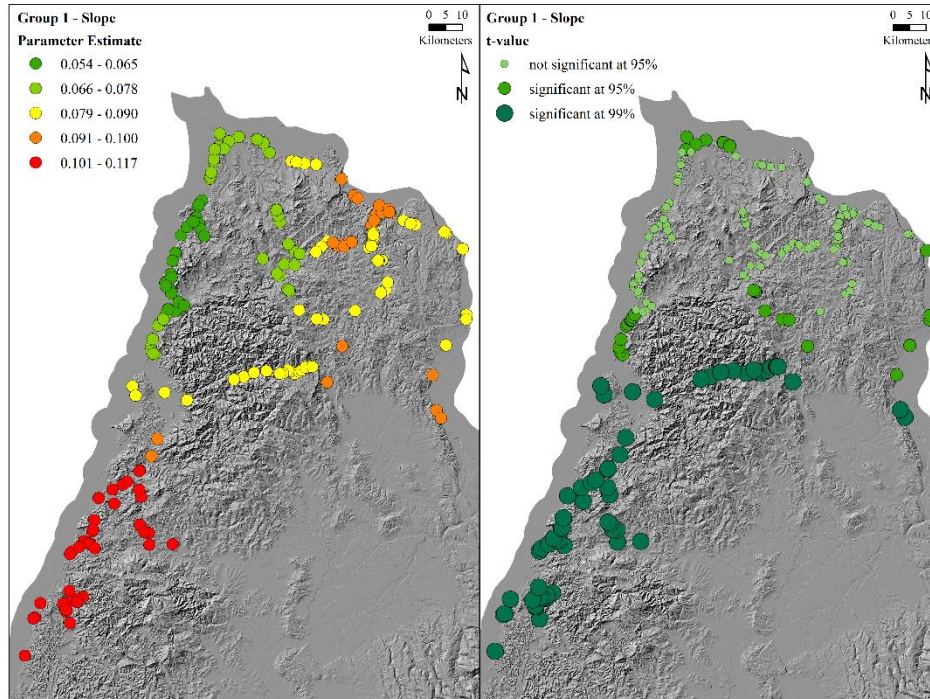 Group 1 - Slope
Parameter Estimate
0.054 - 0.065
0.066 - 0.078
0.079 - 0.090
0.091 - 0.100
0.101 - 0.117
0 5 10
Kilometers
N
Group 1 - Slope
t-value
not significant at 95%
significant at 95%
significant at 99%
0 5 10
Kilometers
N